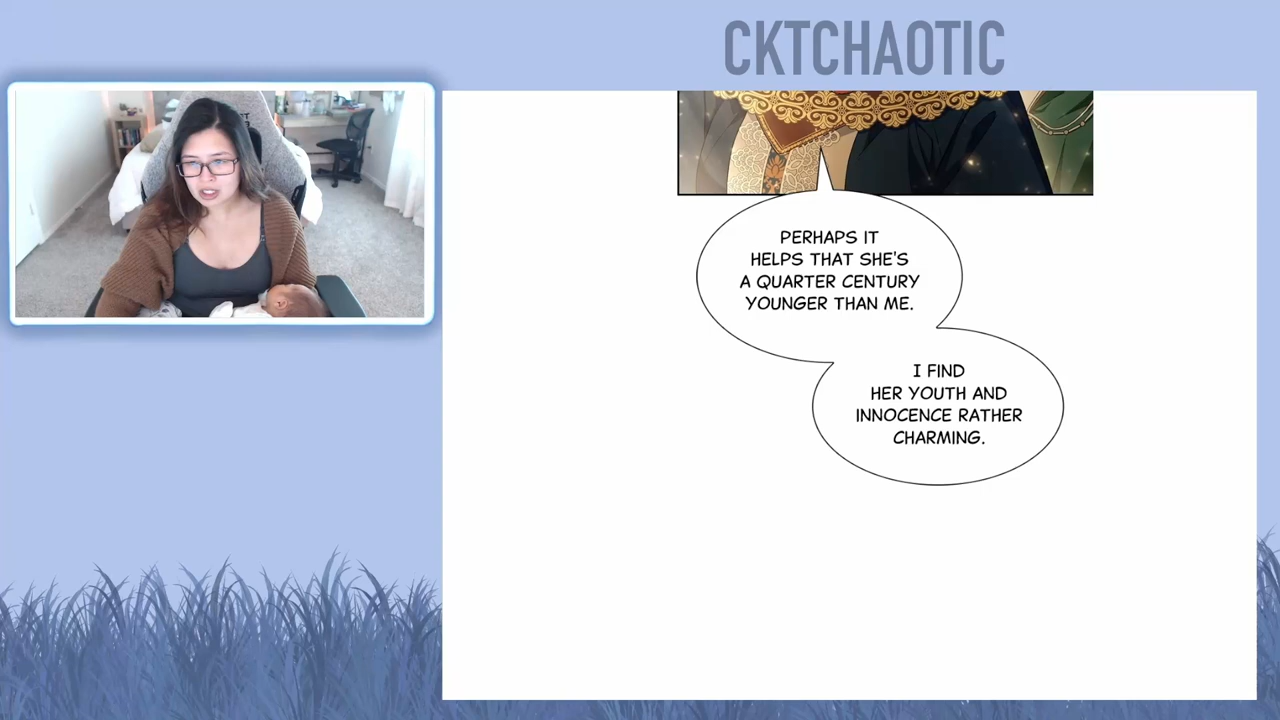 CKTCHAOTIC
PERHAPS IT
HELPS THAT SHE'S
A QUARTER CENTURY
YOUNGER THAN ME.
I FIND
HER YOUTH AND
INNOCENCE RATHER
CHARMING.